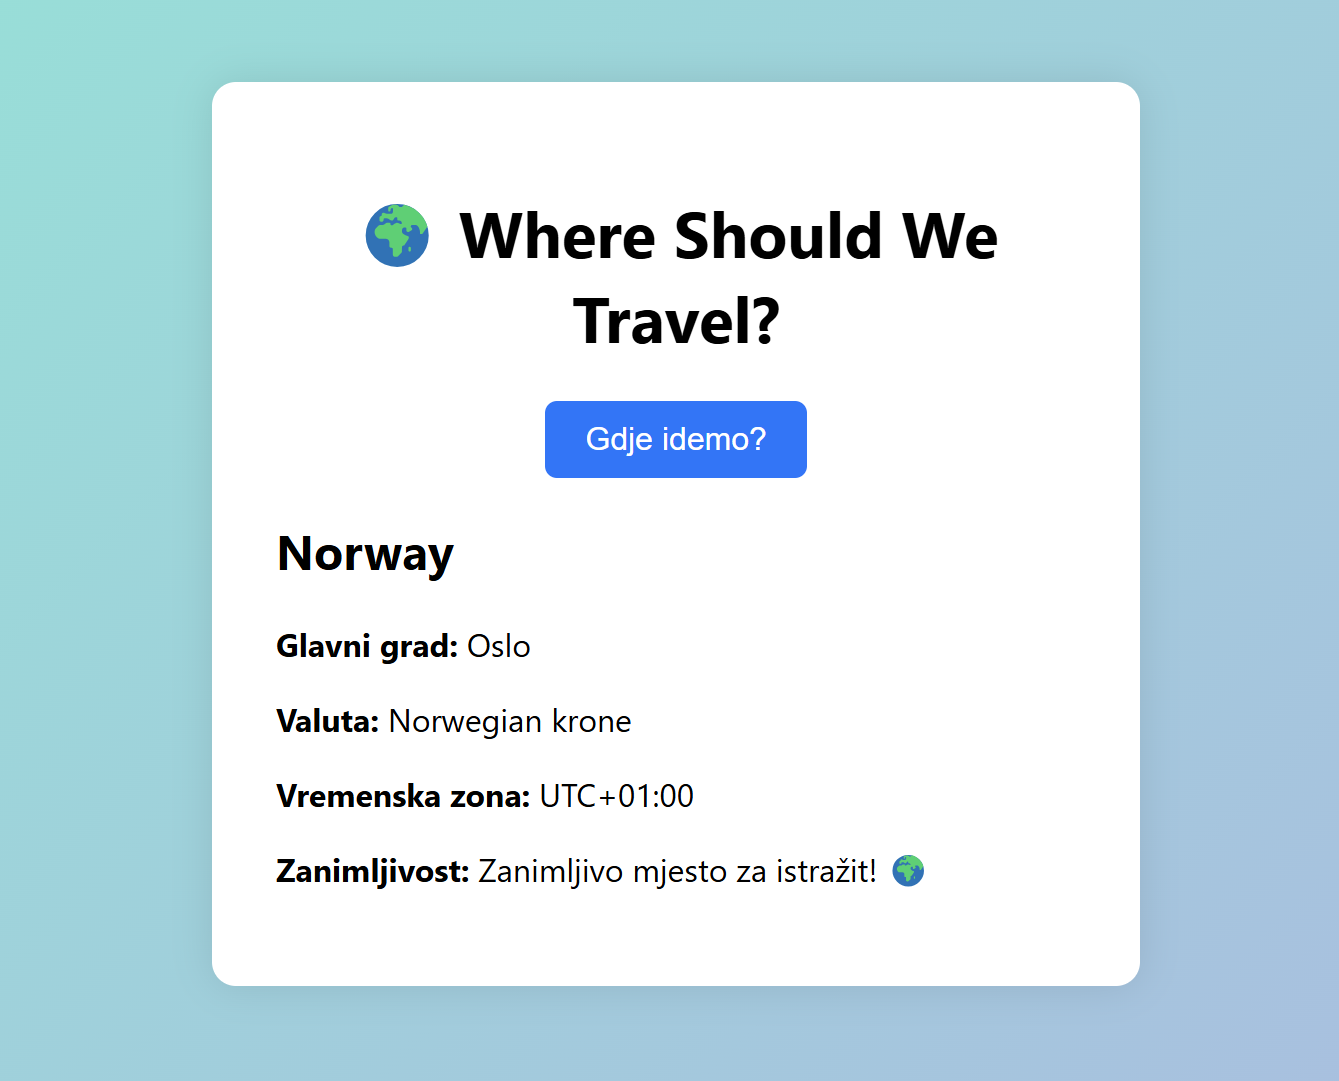 🌍 Where Should We
Travel?
Gdje idemo?
Norway
Glavni grad: Oslo
Valuta: Norwegian krone
Vremenska zona: UTC+01:00
Zanimljivost: Zanimljivo mjesto za istražit! 🌍